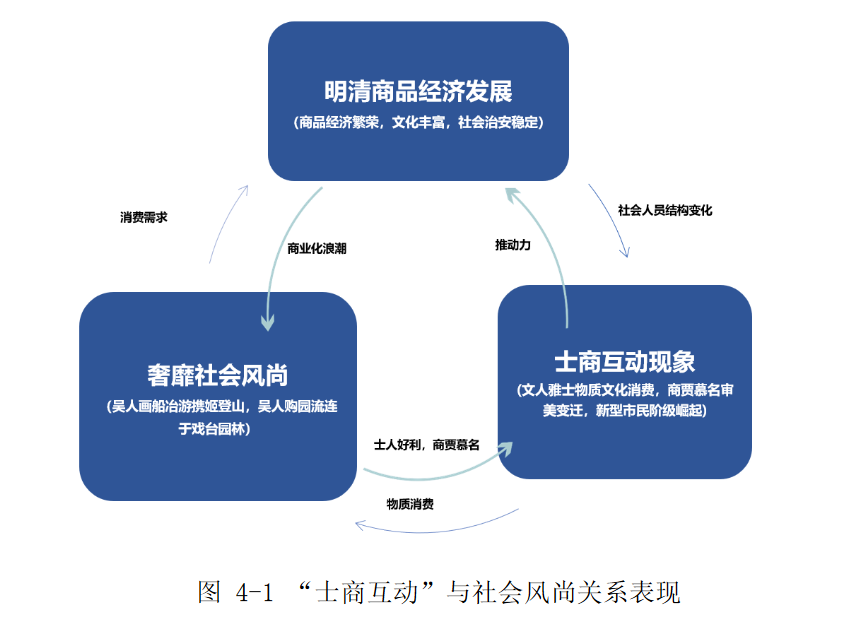 明清商品经济发展
（商品经济繁荣，文化丰富，社会治安稳定）
消费需求
社会人员结构变化
商业化浪潮
推动力
奢靡社会风尚
（吴人画船冶游携姬登山，吴人购园流连
于戏台园林）
士商互动现象
（文人雅士物质文化消费，商贾慕名审
美变迁，新型市民阶级崛起）
士人好利，商贾慕名
物质消费
图 4-1 “士商互动”与社会风尚关系表现